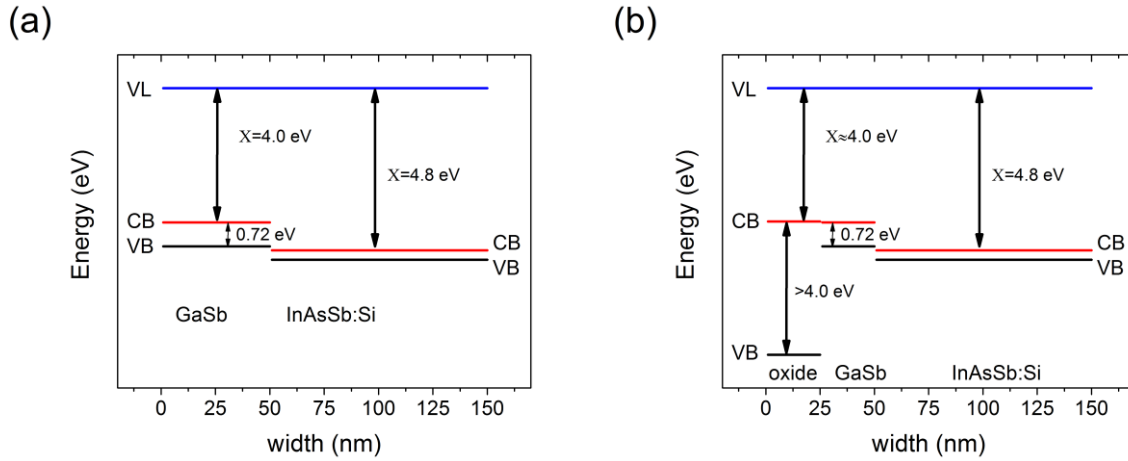 (a)
VL
X=4.0 eV
X=4.8 eV
CB
VB
0.72 eV
CB
VB
GaSb
InAsSb:Si
Energy (eV)
0 25 50 75 100 125 150
width (nm)
(b)
VL
X≈4.0 eV
X=4.8 eV
CB
0.72 eV
CB
VB
>4.0 eV
VB
oxide
GaSb
InAsSb:Si
Energy (eV)
0 25 50 75 100 125 150
width (nm)